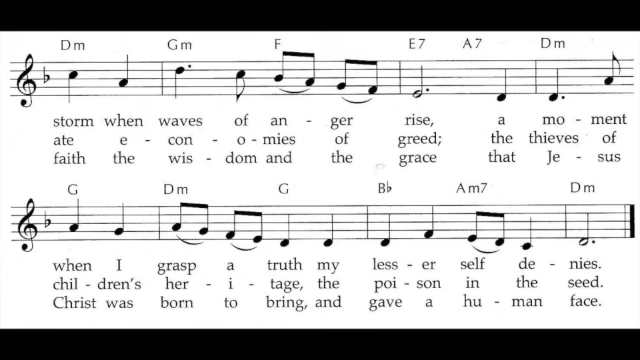 Dm Gm F E7 A7 Dm
storm when waves of an - ger rise, a mo - ment
ate e - con - o - mies of greed; the thieves of
faith the wis - dom and the grace that Je - sus
G Dm G B♭ Am7 Dm
when I grasp a truth my less - er self de - nies.
chil - dren's her - i - tage, the poi - son in the seed.
Christ was born to bring, and gave a hu - man face.